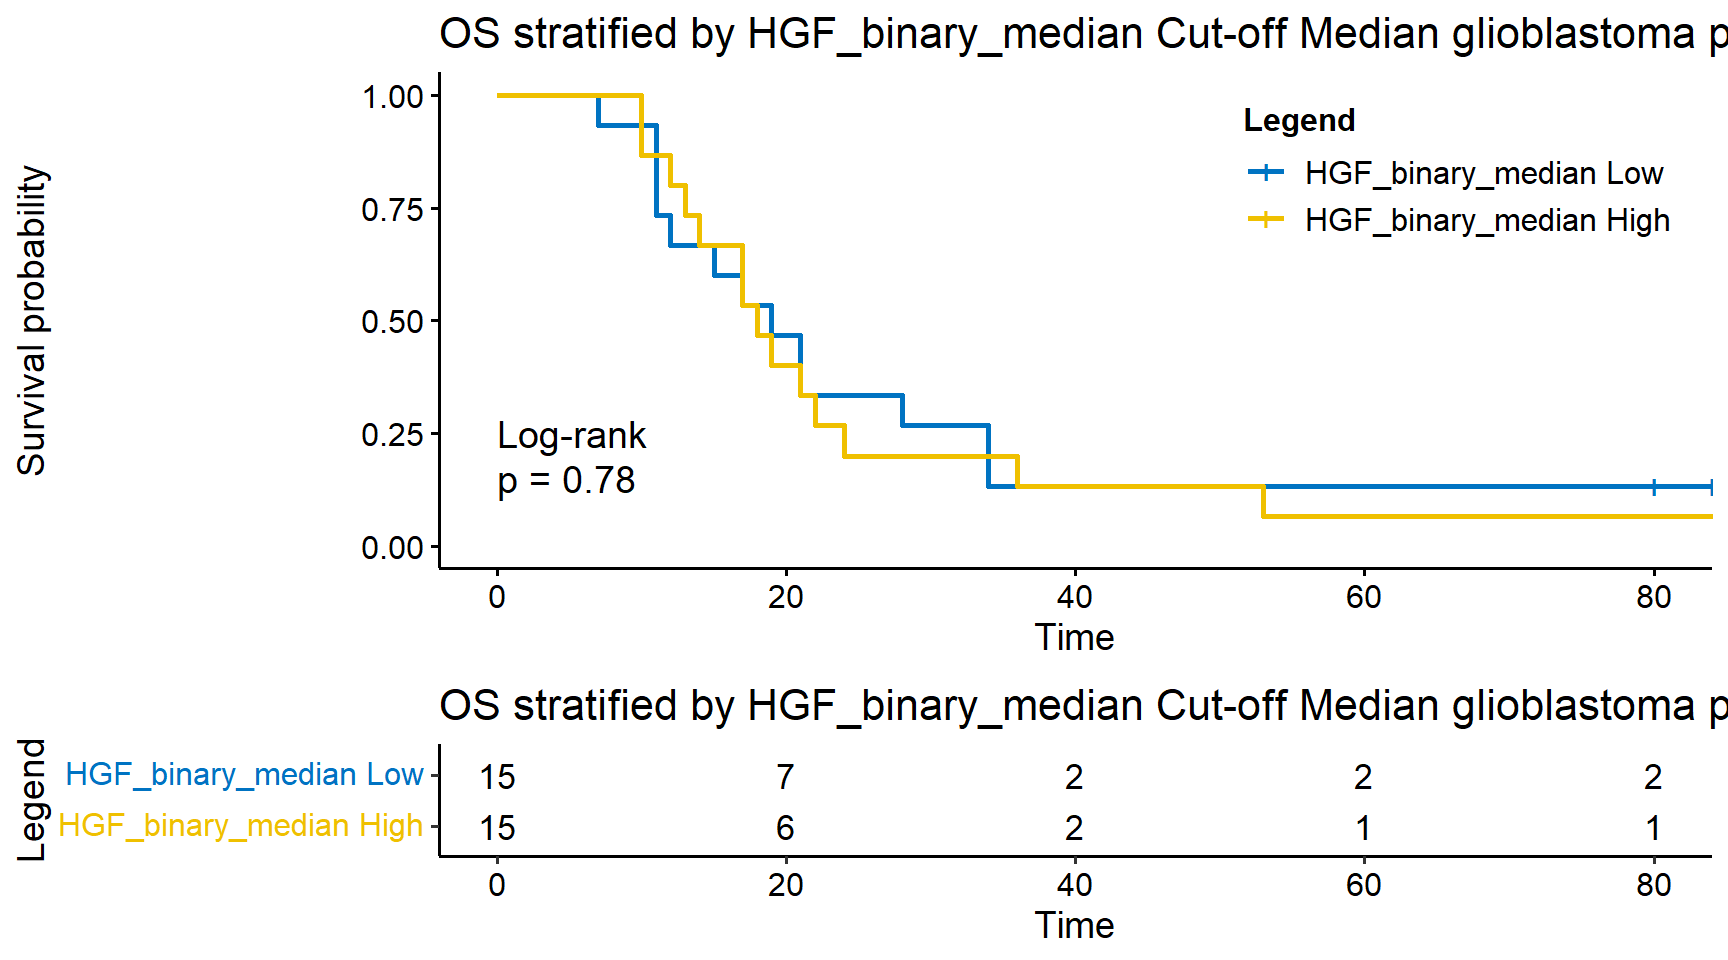 OS stratified by HGF_binary_median Cut-off Median glioblastoma p
Survival probability
1.00
0.75
0.50
0.25
0.00
Legend
HGF_binary_median Low
HGF_binary_median High
Log-rank
p = 0.78
0 20 40 60 80
Time
OS stratified by HGF_binary_median Cut-off Median glioblastoma p
Legend
HGF_binary_median Low 15 7 2 2 2
HGF_binary_median High 15 6 2 1 1
0 20 40 60 80
Time